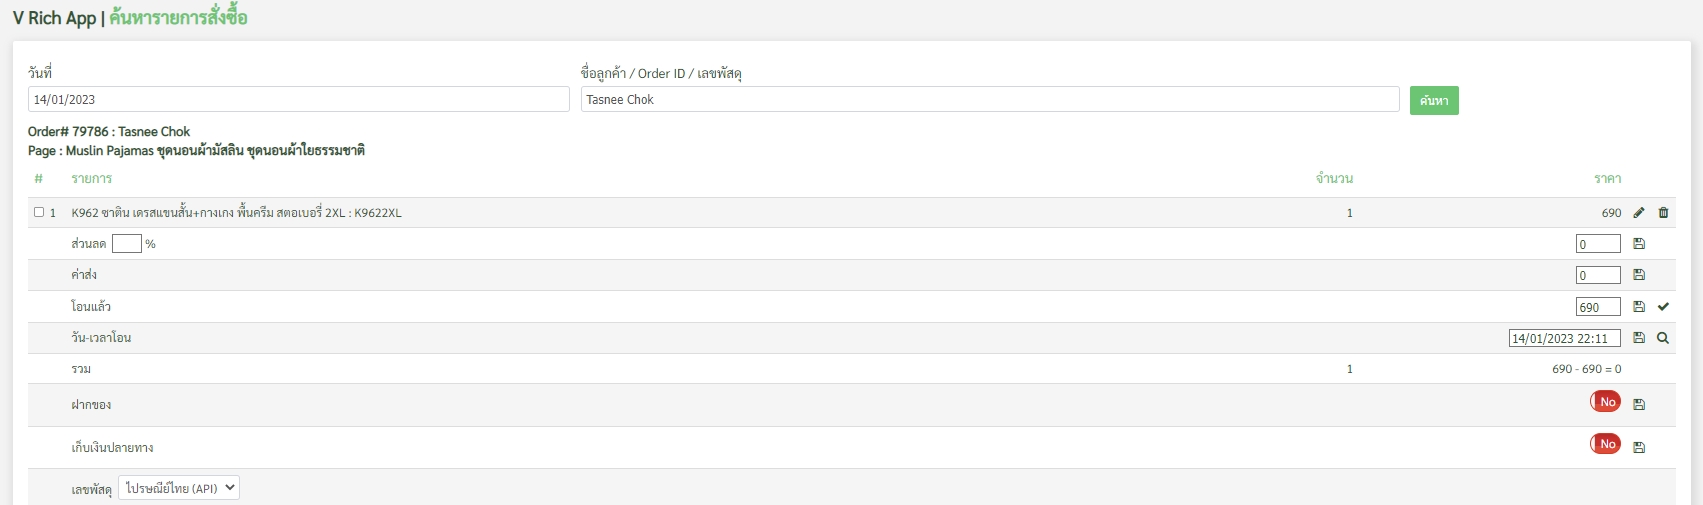 V Rich App | ค้นหารายการสั่งซื้อ
วันที่ ชื่อลูกค้า / Order ID / เลขพัสดุ
14/01/2023 Tasnee Chok ค้นหา
Order# 79786 : Tasnee Chok
Page : Muslin Pajamas ชุดนอนผ้ามัสลิน ชุดนอนผ้าใยธรรมชาติ
# รายการ จำนวน ราคา
1 K962 ซาติน เดรสแขนสั้น+กางเกง พื้นครีม สตอเบอรี่ 2XL : K9622XL 1 690
ส่วนลด % 0
ค่าส่ง 0
โอนแล้ว 690
วัน-เวลาโอน 14/01/2023 22:11
รวม 1 690 - 690 = 0
ฝากของ No
เก็บเงินปลายทาง No
เลขพัสดุ ไปรษณีย์ไทย (API)